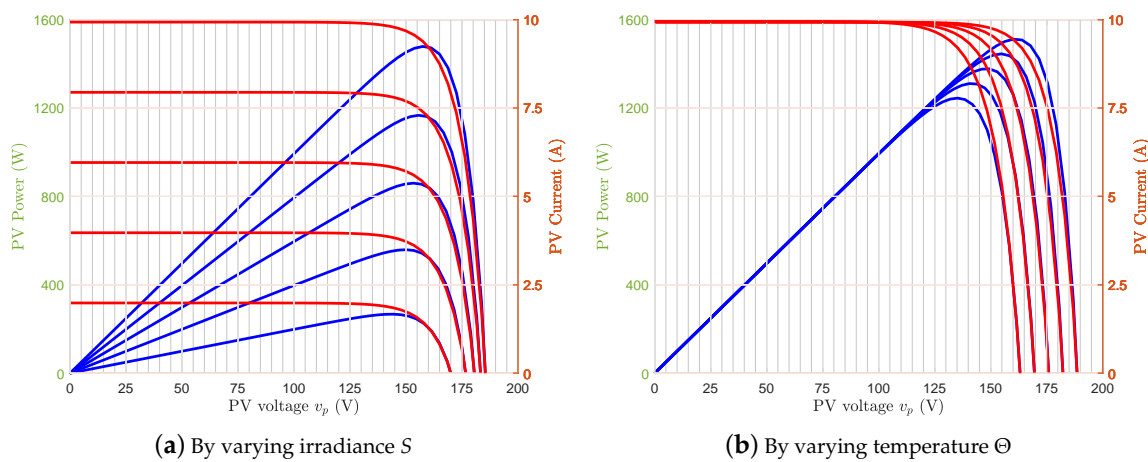 1600
1200
800
400
0
PV Power (W)
10
7.5
5
2.5
0
PV Current (A)
0 25 50 75 100 125 150 175 200
PV voltage vₚ (V)
(a) By varying irradiance S
1600
1200
800
400
0
PV Power (W)
10
7.5
5
2.5
0
PV Current (A)
0 25 50 75 100 125 150 175 200
PV voltage vₚ (V)
(b) By varying temperature Θ